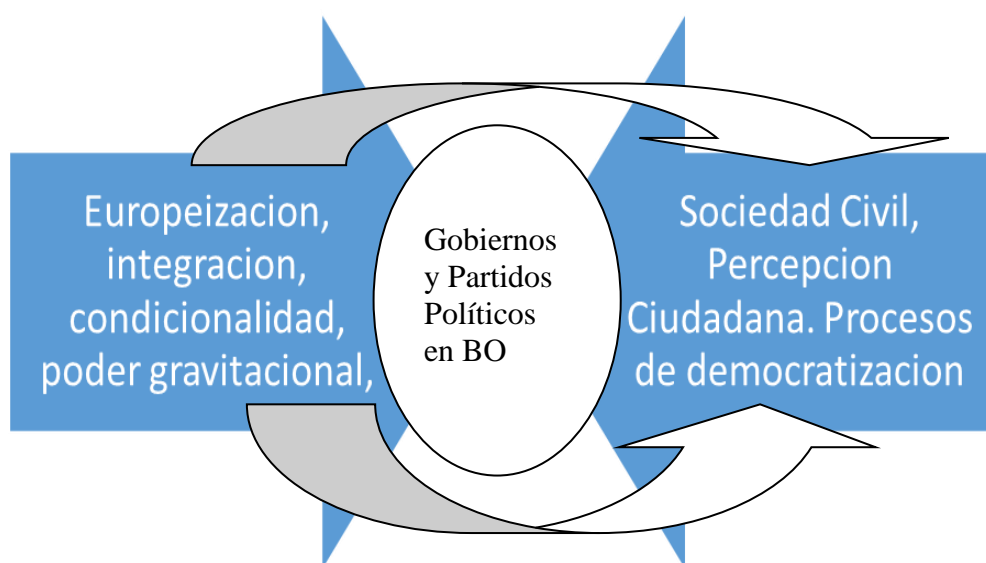 Europeizacion,
integracion,
condicionalidad,
poder gravitacional,
Gobiernos
y Partidos
Políticos
en BO
Sociedad Civil,
Percepcion
Ciudadana. Procesos
de democratizacion